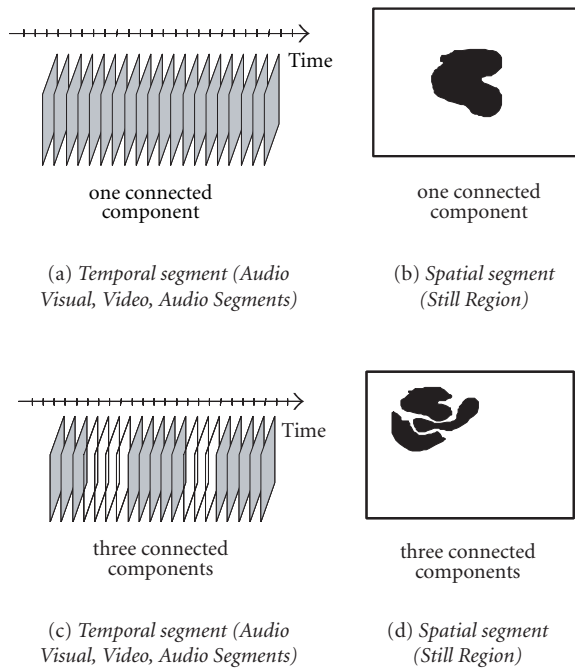 Time
one connected
component
one connected
component
(a) Temporal segment (Audio
Visual, Video, Audio Segments)
(b) Spatial segment
(Still Region)
Time
three connected
components
three connected
components
(c) Temporal segment (Audio
Visual, Video, Audio Segments)
(d) Spatial segment
(Still Region)